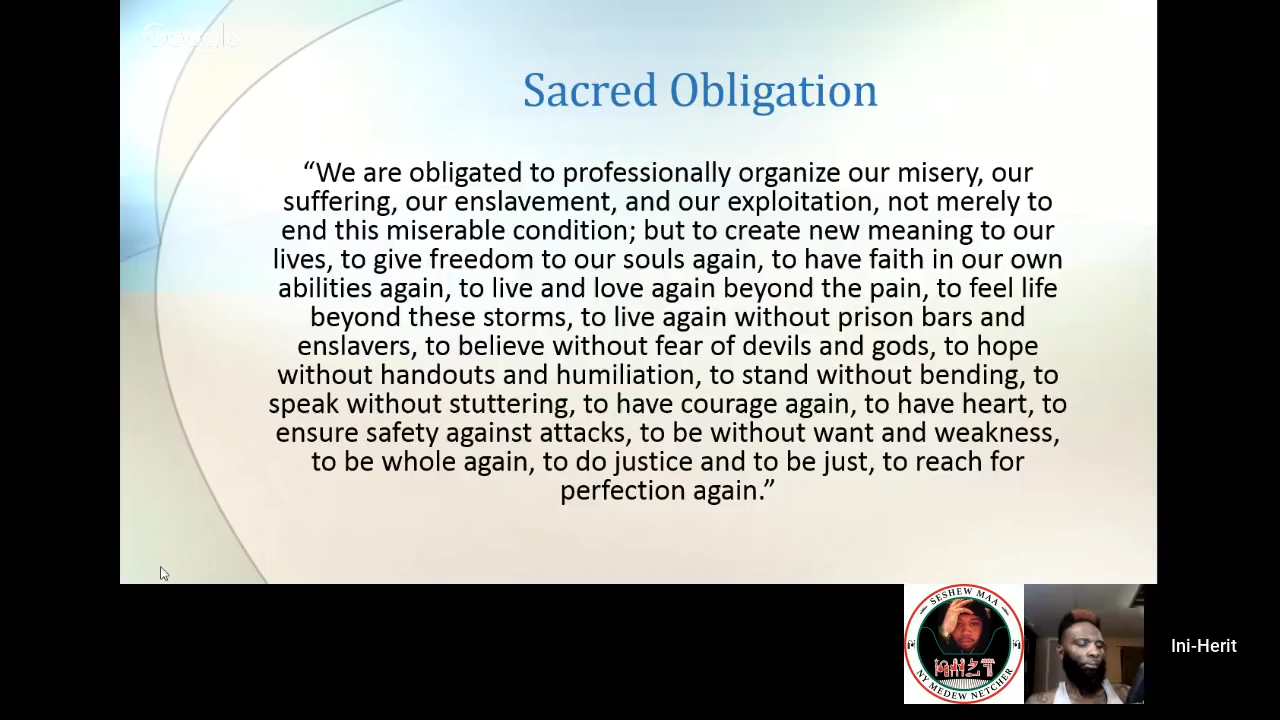 Google
Sacred Obligation
“We are obligated to professionally organize our misery, our
suffering, our enslavement, and our exploitation, not merely to
end this miserable condition; but to create new meaning to our
lives, to give freedom to our souls again, to have faith in our own
abilities again, to live and love again beyond the pain, to feel life
beyond these storms, to live again without prison bars and
enslavers, to believe without fear of devils and gods, to hope
without handouts and humiliation, to stand without bending, to
speak without stuttering, to have courage again, to have heart, to
ensure safety against attacks, to be without want and weakness,
to be whole again, to do justice and to be just, to reach for
perfection again.”
SESHEW MAA
NY MEDEW NETCHER
Ini-Herit